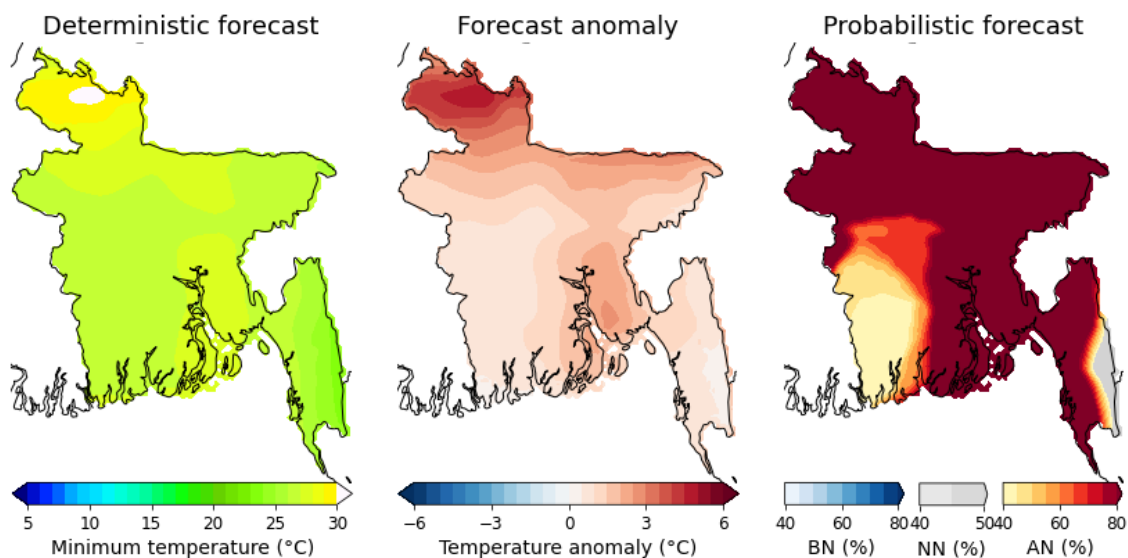 Deterministic forecast
Forecast anomaly
Probabilistic forecast
5 10 15 20 25 30
Minimum temperature (°C)
−6 −3 0 3 6
Temperature anomaly (°C)
40 60 80
BN (%)
40 50
NN (%)
40 60 80
AN (%)